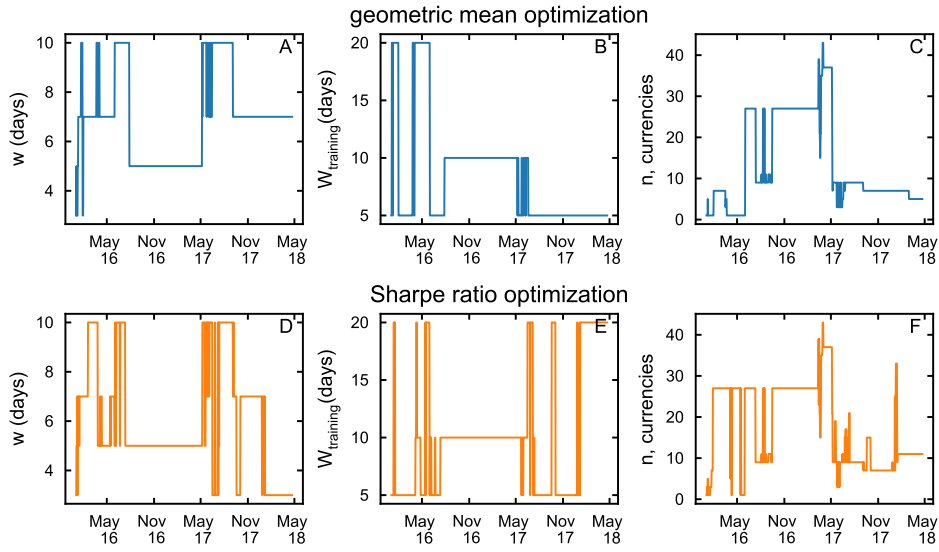 geometric mean optimization
A
10
8
6
4
w (days)
May 16
Nov 16
May 17
Nov 17
May 18
B
20
15
10
5
Wtraining(days)
May 16
Nov 16
May 17
Nov 17
May 18
C
40
30
20
10
0
n, currencies
May 16
Nov 16
May 17
Nov 17
May 18
Sharpe ratio optimization
D
10
8
6
4
w (days)
May 16
Nov 16
May 17
Nov 17
May 18
E
20
15
10
5
Wtraining(days)
May 16
Nov 16
May 17
Nov 17
May 18
F
40
30
20
10
0
n, currencies
May 16
Nov 16
May 17
Nov 17
May 18